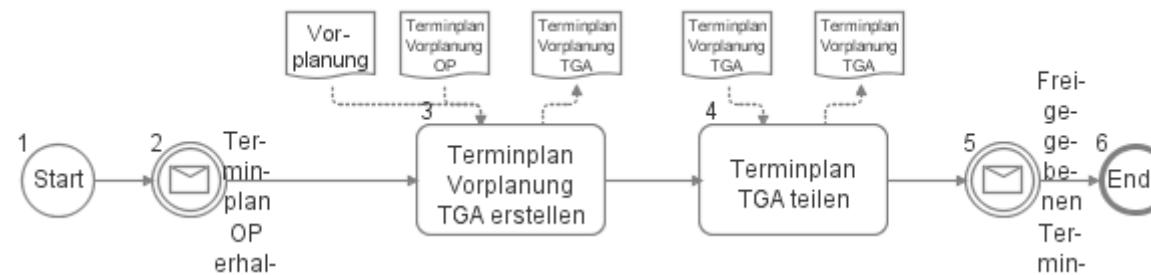 Vor-
planung
Terminplan
Vorplanung
OP
Terminplan
Vorplanung
TGA
Terminplan
Vorplanung
TGA
Terminplan
Vorplanung
TGA
1
Start
2
Ter-
min-
plan
OP
erhal-
3
Terminplan
Vorplanung
TGA erstellen
4
Terminplan
TGA teilen
5
Frei-
ge-
ge-
be-
nen
Ter-
min-
6
End